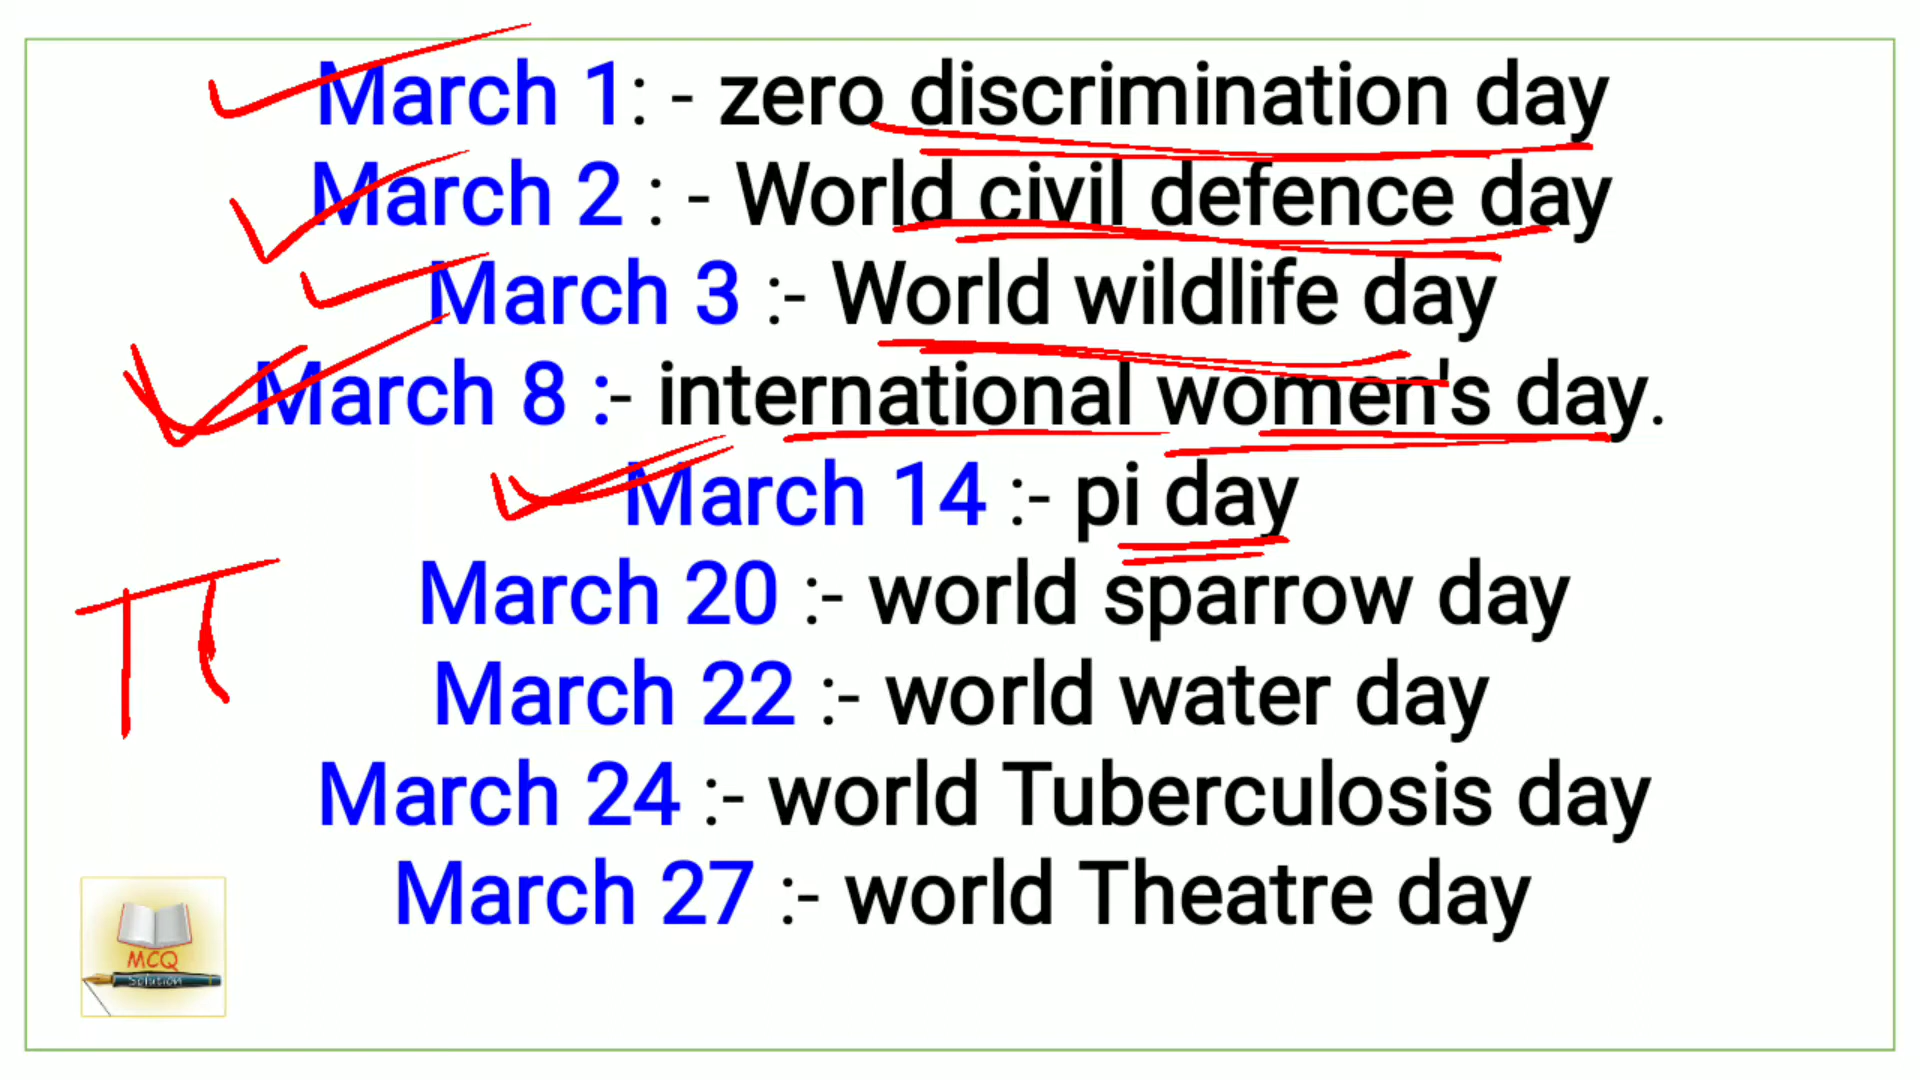 March 1: - zero discrimination day
March 2 : - World civil defence day
March 3 :- World wildlife day
March 8 :- international women's day.
March 14 :- pi day
π
March 20 :- world sparrow day
March 22 :- world water day
March 24 :- world Tuberculosis day
March 27 :- world Theatre day
MCQ
Solution